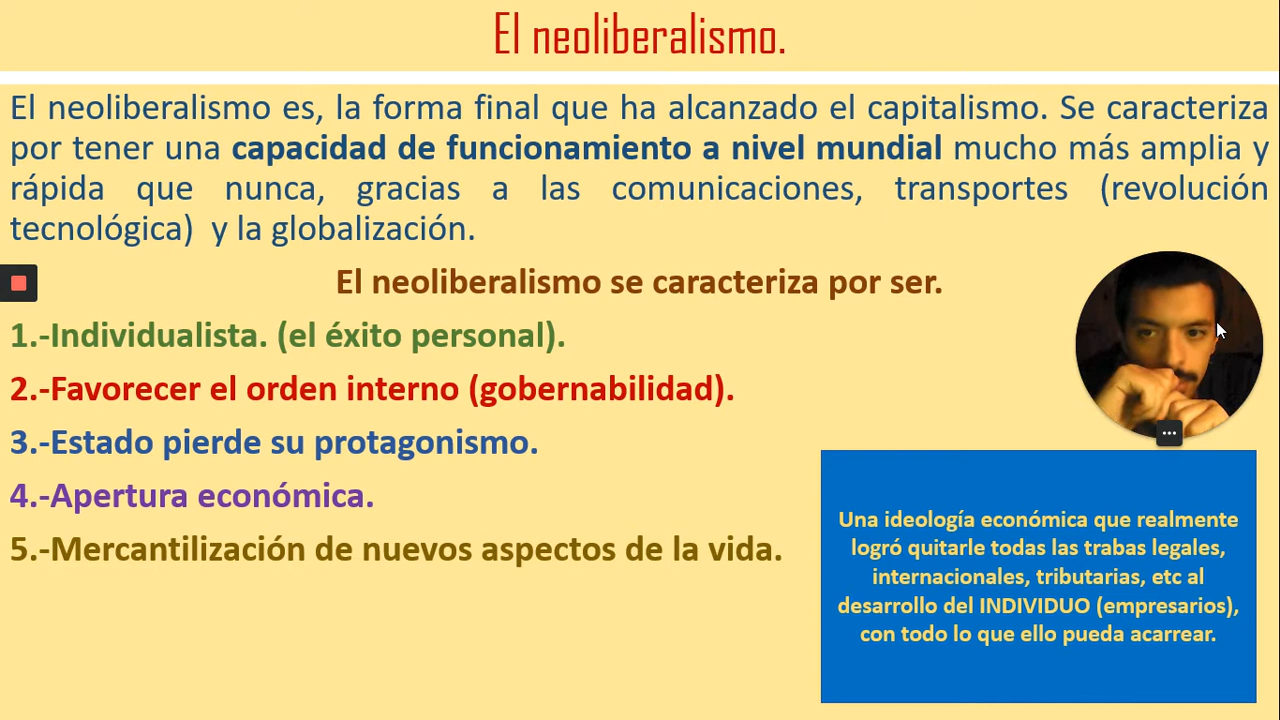 El neoliberalismo.
El neoliberalismo es, la forma final que ha alcanzado el capitalismo. Se caracteriza
por tener una capacidad de funcionamiento a nivel mundial mucho más amplia y
rápida que nunca, gracias a las comunicaciones, transportes (revolución
tecnológica) y la globalización.
El neoliberalismo se caracteriza por ser.
1.-Individualista. (el éxito personal).
2.-Favorecer el orden interno (gobernabilidad).
3.-Estado pierde su protagonismo.
4.-Apertura económica.
5.-Mercantilización de nuevos aspectos de la vida.
Una ideología económica que realmente
logró quitarle todas las trabas legales,
internacionales, tributarias, etc al
desarrollo del INDIVIDUO (empresarios),
con todo lo que ello pueda acarrear.